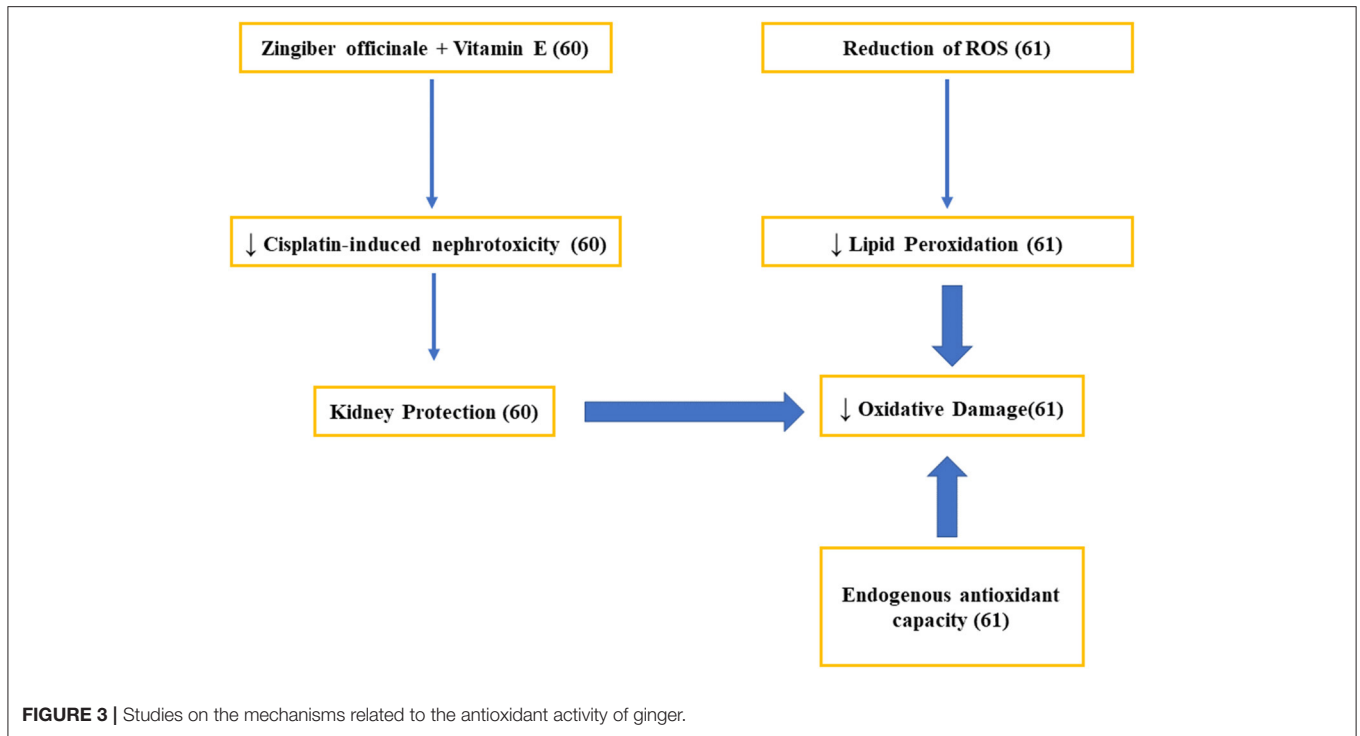 Zingiber officinale + Vitamin E (60)
Reduction of ROS (61)
↓ Cisplatin-induced nephrotoxicity (60)
↓ Lipid Peroxidation (61)
Kidney Protection (60)
↓ Oxidative Damage(61)
Endogenous antioxidant
capacity (61)
FIGURE 3 | Studies on the mechanisms related to the antioxidant activity of ginger.